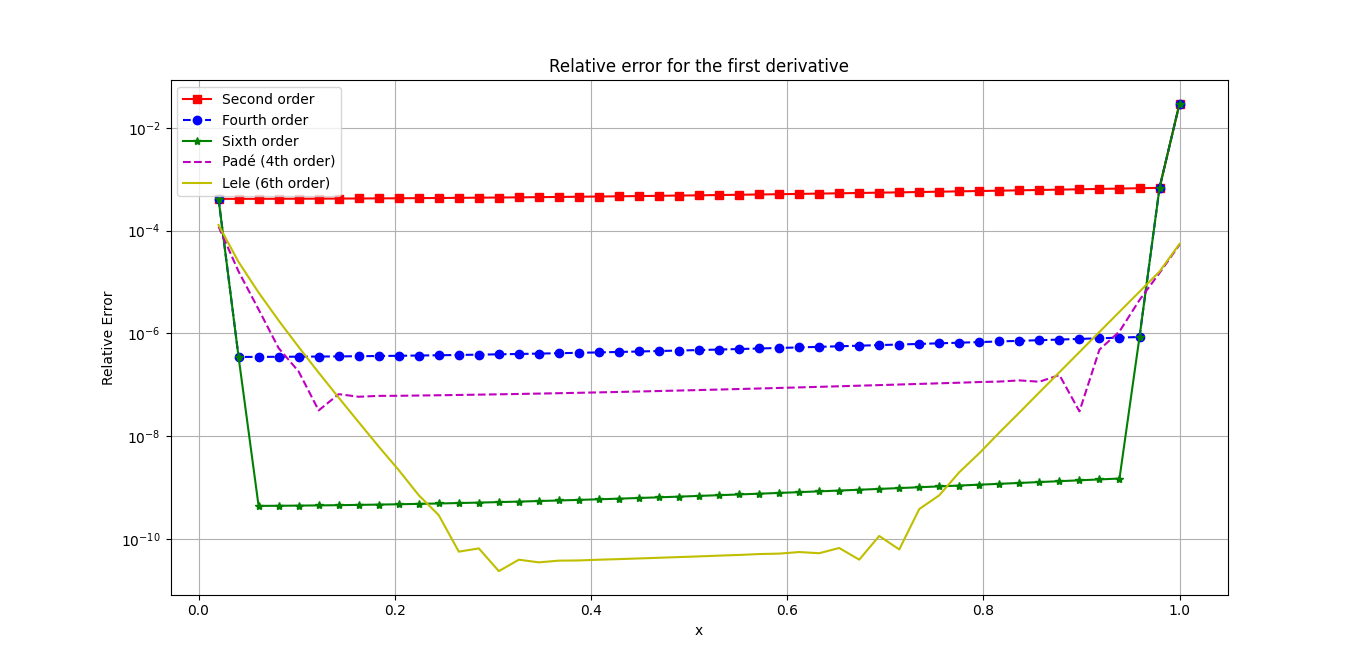 Relative error for the first derivative
Second order
Fourth order
Sixth order
Padé (4th order)
Lele (6th order)
Relative Error
10⁻²
10⁻⁴
10⁻⁶
10⁻⁸
10⁻¹⁰
0.0 0.2 0.4 0.6 0.8 1.0
x